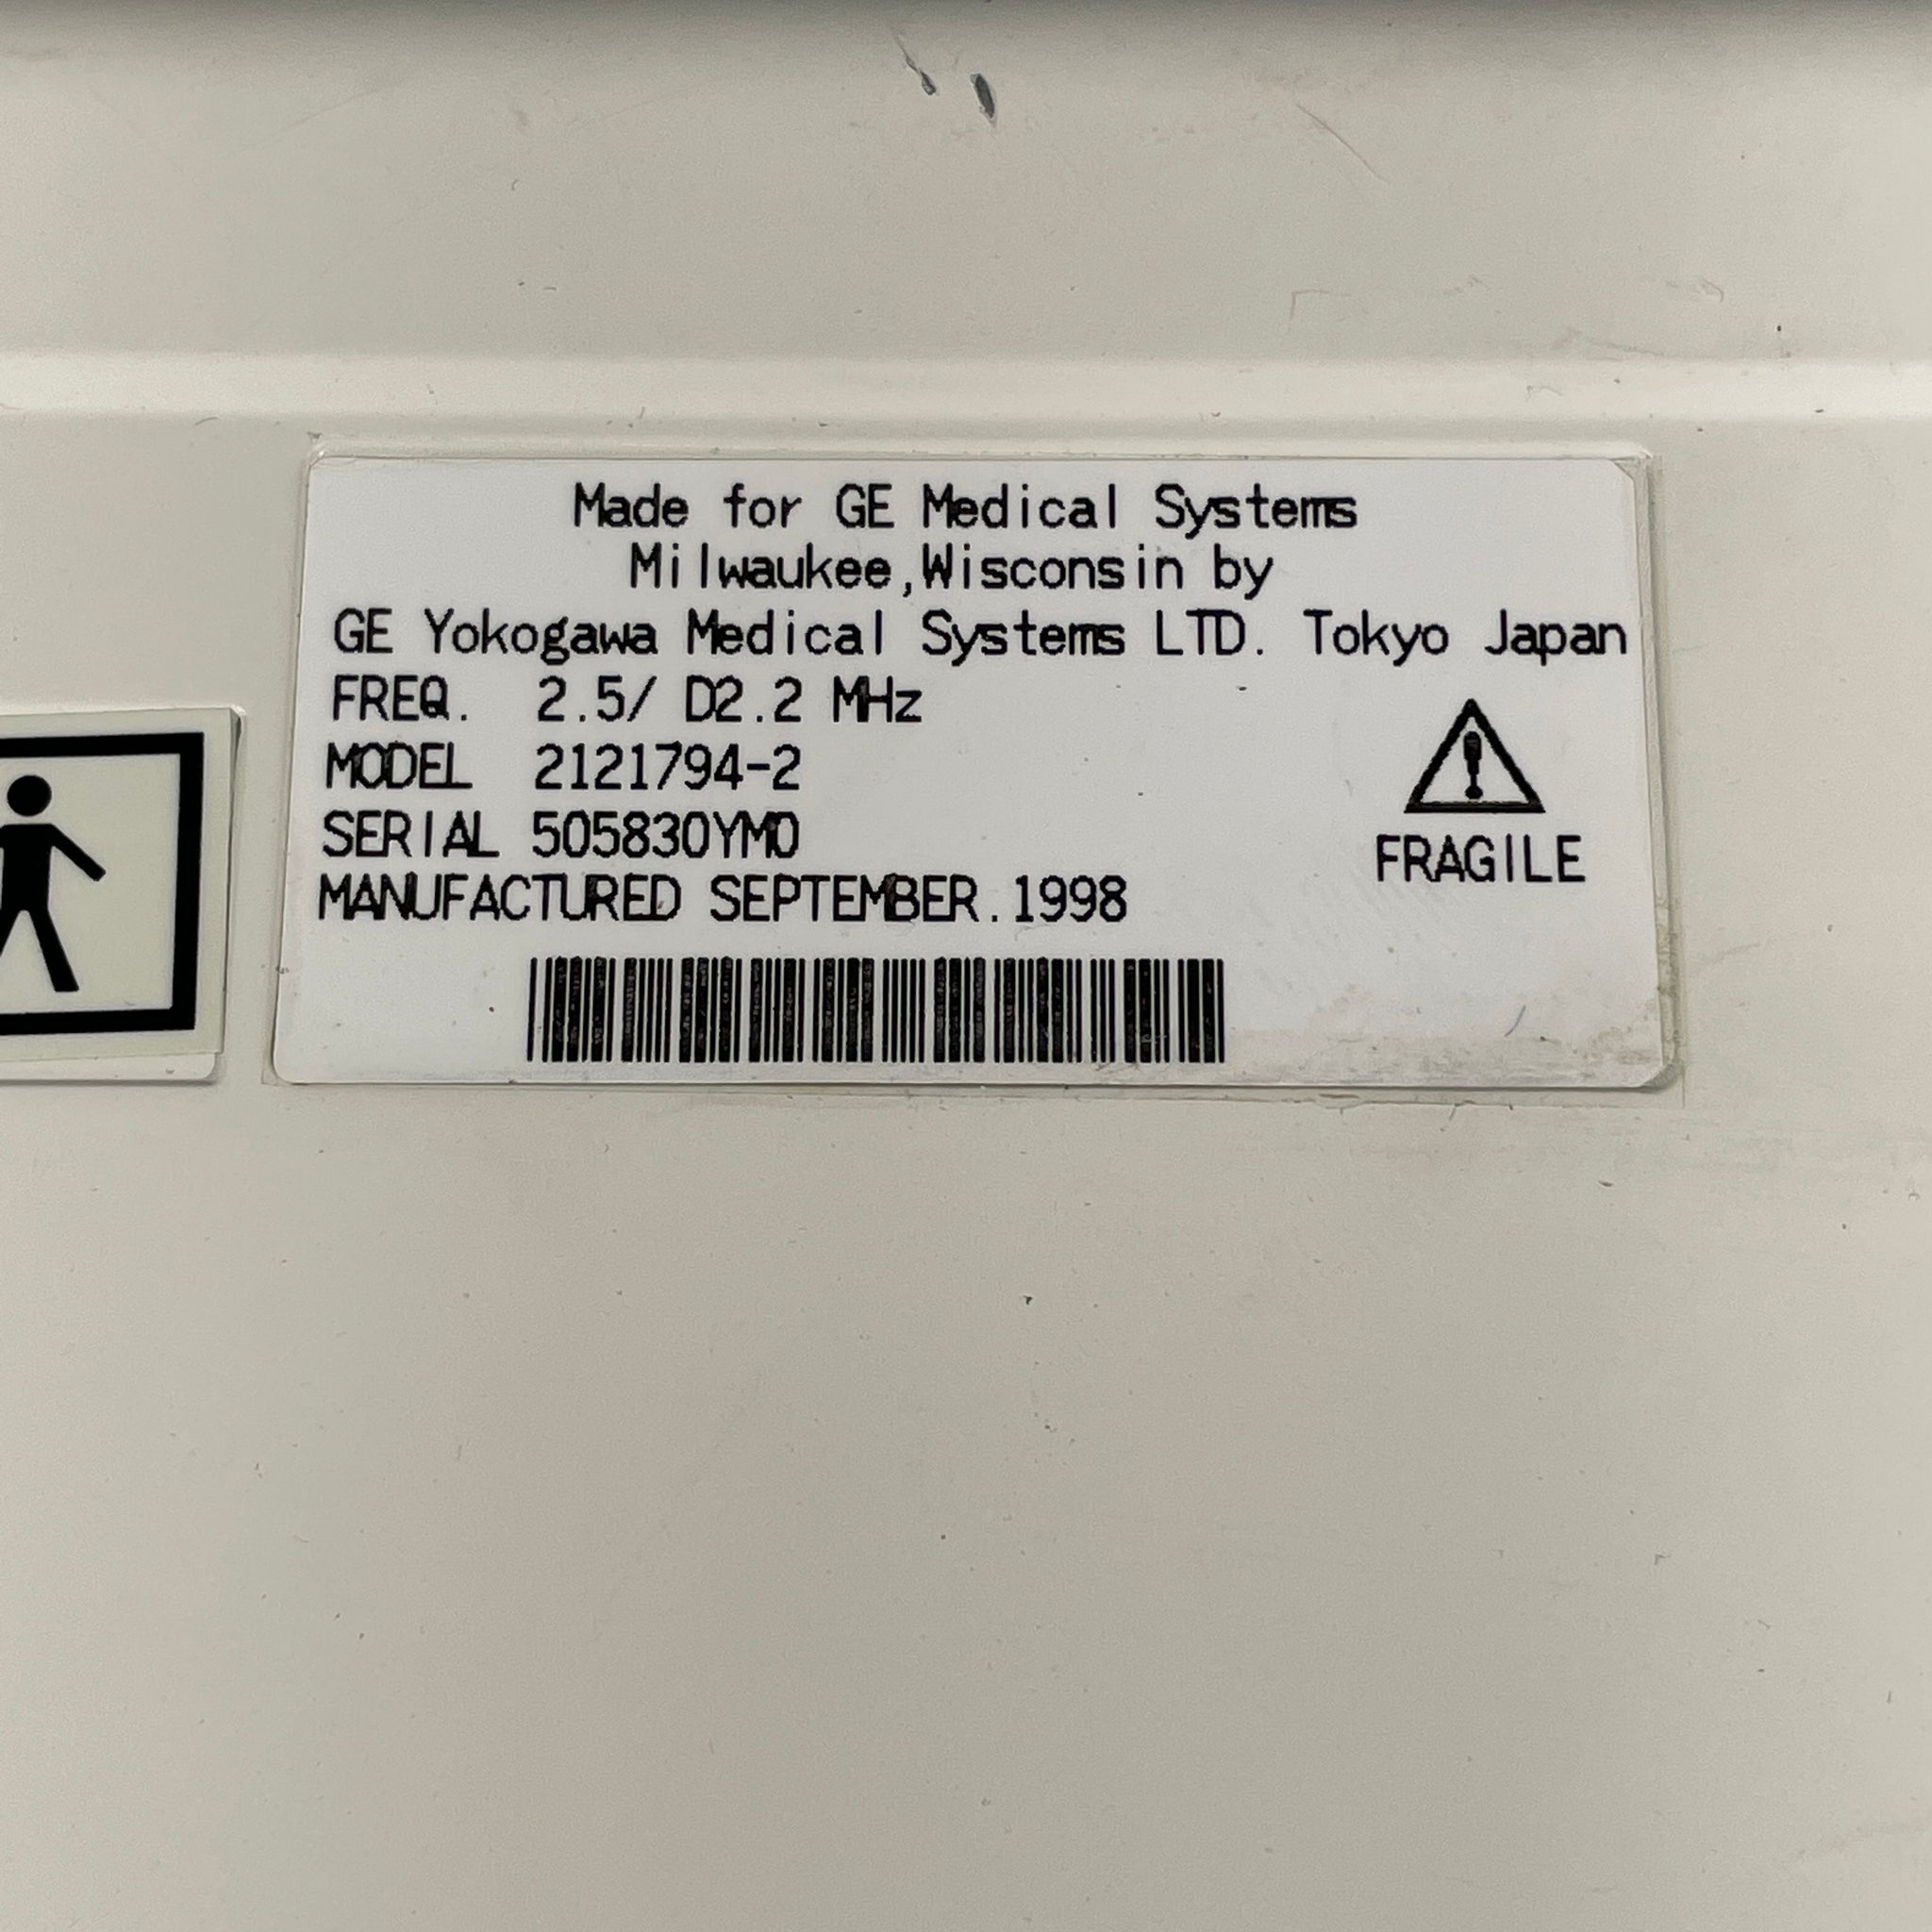 Made for GE Medical Systems
Milwaukee,Wisconsin by
GE Yokogawa Medical Systems LTD. Tokyo Japan
FREQ. 2.5/ D2.2 MHz
MODEL 2121794-2
SERIAL 505830YM0
MANUFACTURED SEPTEMBER.1998
FRAGILE